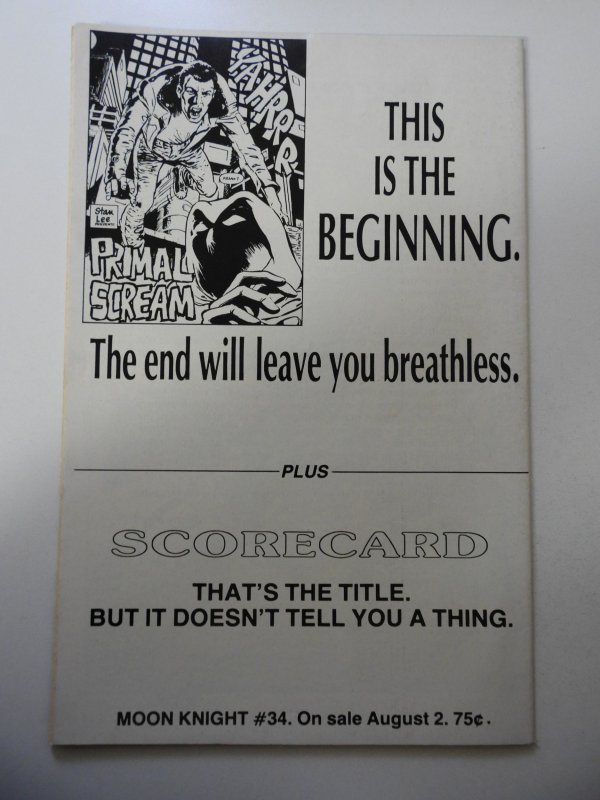 YAHRRR
R
Stan
Lee
PRESENTS
PRIMAL
SCREAM
THIS
IS THE
BEGINNING.
The end will leave you breathless.
PLUS
SCORECARD
THAT'S THE TITLE.
BUT IT DOESN'T TELL YOU A THING.
MOON KNIGHT #34. On sale August 2. 75¢.